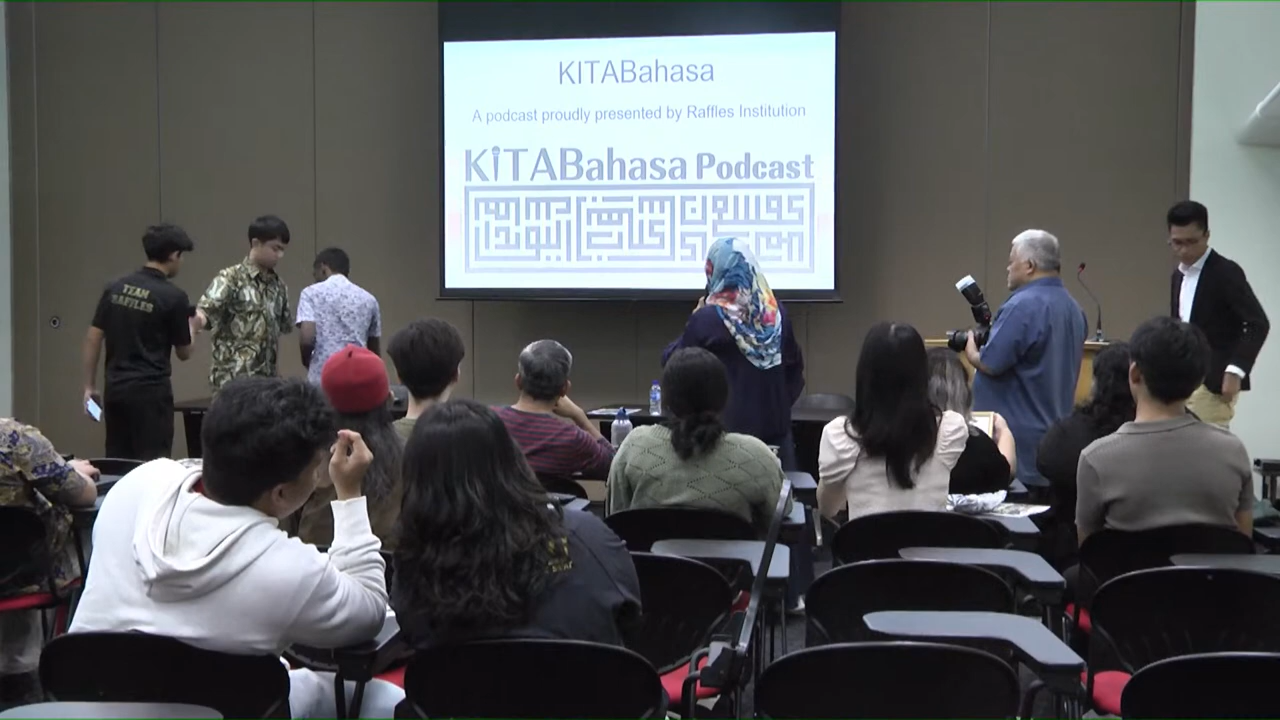 KITABahasa
A podcast proudly presented by Raffles Institution
KiTABahasa Podcast
TEAM
RAFFLES